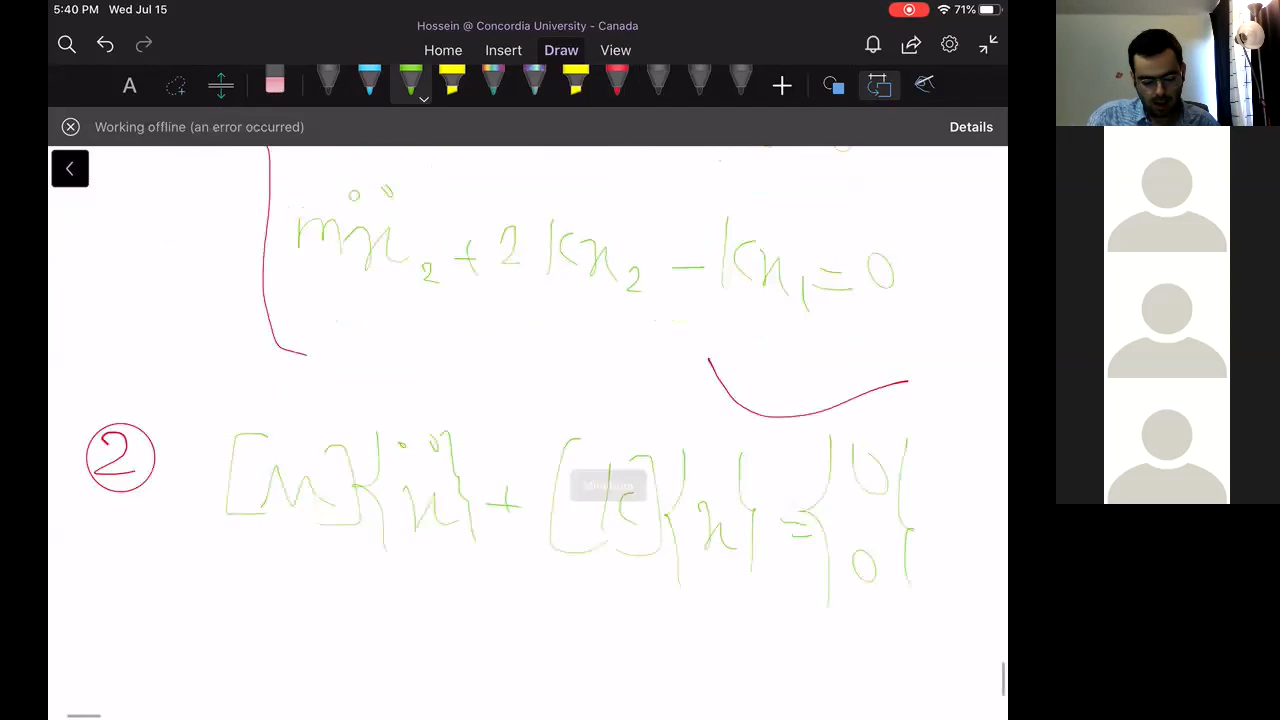 5:40 PM Wed Jul 15
71%
Hossein @ Concordia University - Canada
Home Insert Draw View
A
Working offline (an error occurred) Details
mẍ₂ + 2kx₂ - kx₁ = 0
2 [M]{ẍ} + [k]{x} = {0
0}